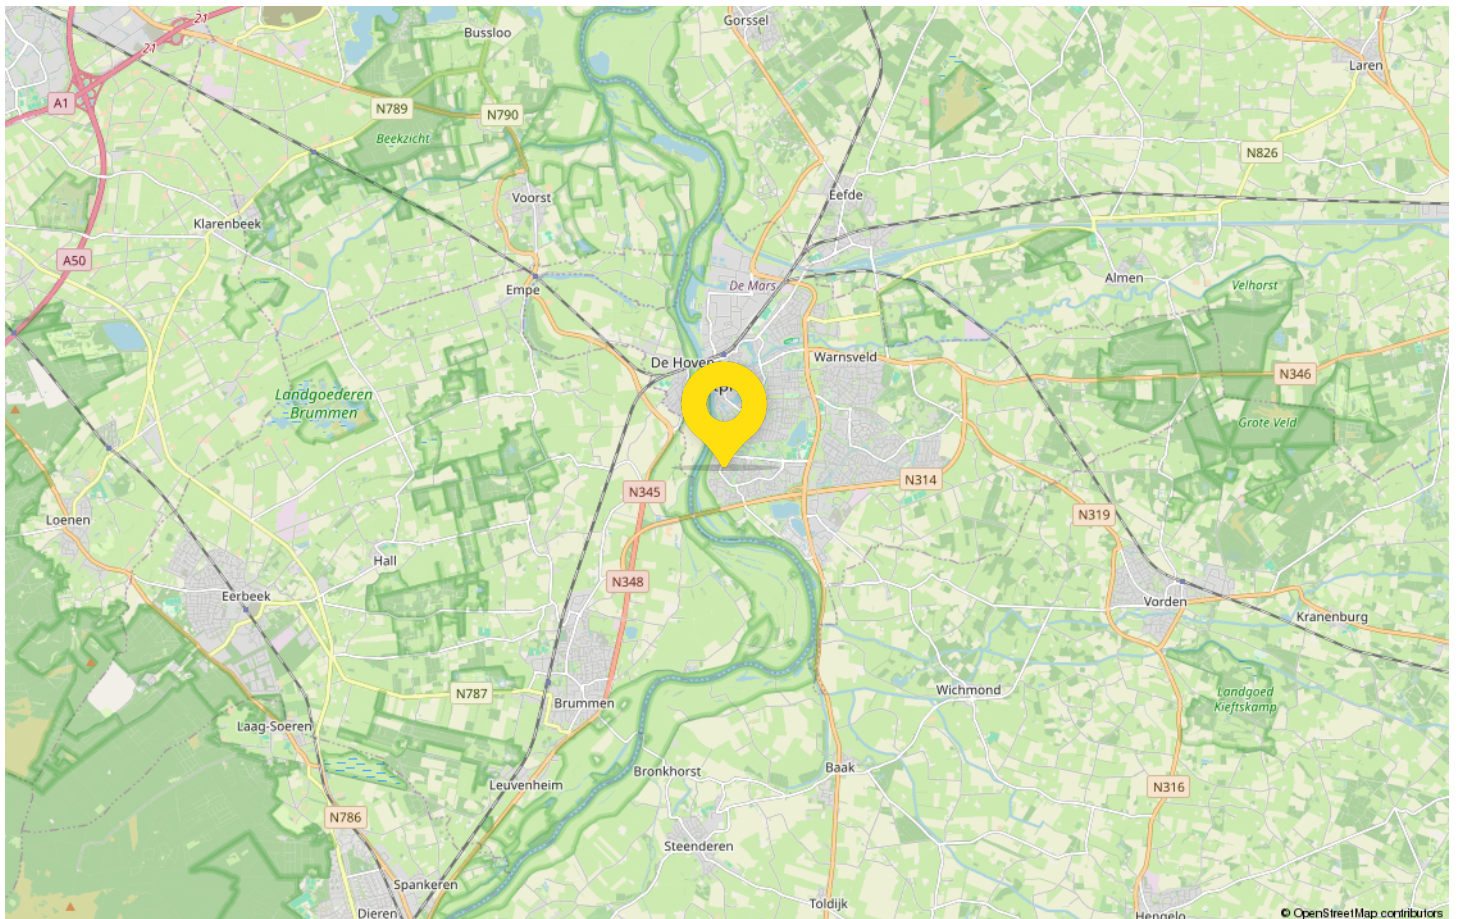 Gorssel
21
Bussloo
21
Laren
A1
N789
N790
Beekzicht
N826
Eefde
Voorst
Klarenbeek
A50
Almen
De Mars
Velhorst
Empe
Warnsveld
De Hoven
N346
Landgoederen
Brummen
Grote Veld
N314
N345
N319
Loenen
Hall
N348
Eerbeek
Vorden
Kranenburg
N787
Wichmond
Landgoed
Kieftskamp
Brummen
Laag-Soeren
Baak
Bronkhorst
Leuvenheim
N316
N786
Steenderen
Spankeren
Toldijk
Dieren
Hengelo
© OpenStreetMap contributors